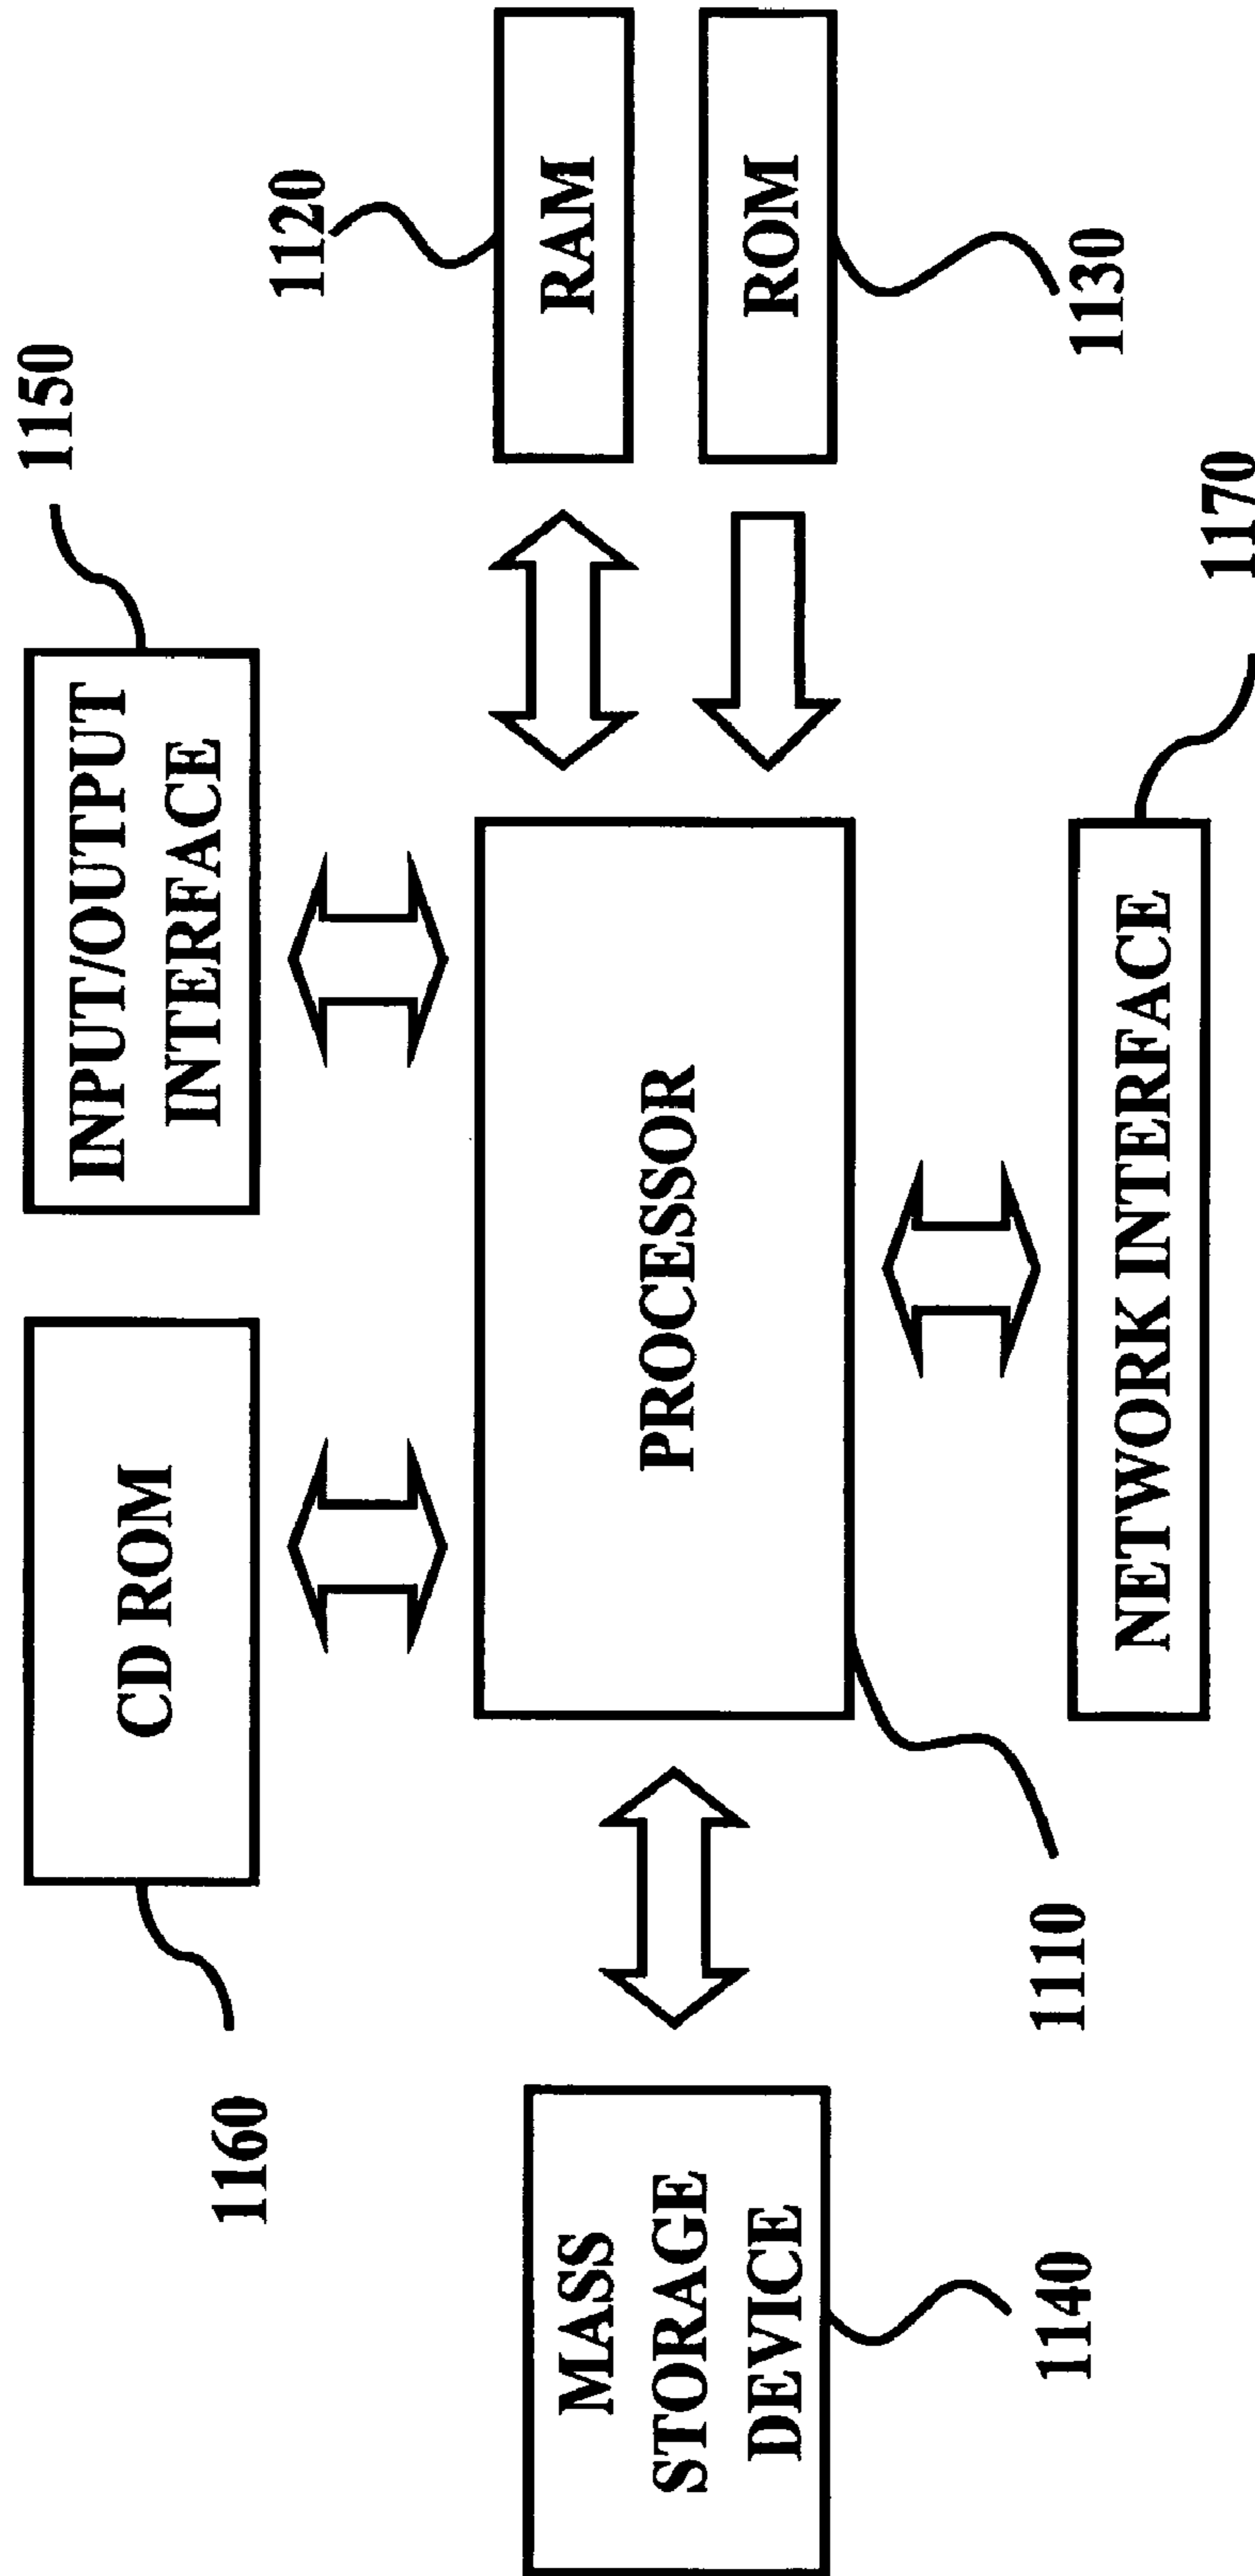 1160
CD ROM
INPUT/OUTPUT
INTERFACE
1150
1120
MASS
STORAGE
DEVICE
PROCESSOR
RAM
ROM
1140
1110
NETWORK INTERFACE
1170
1130